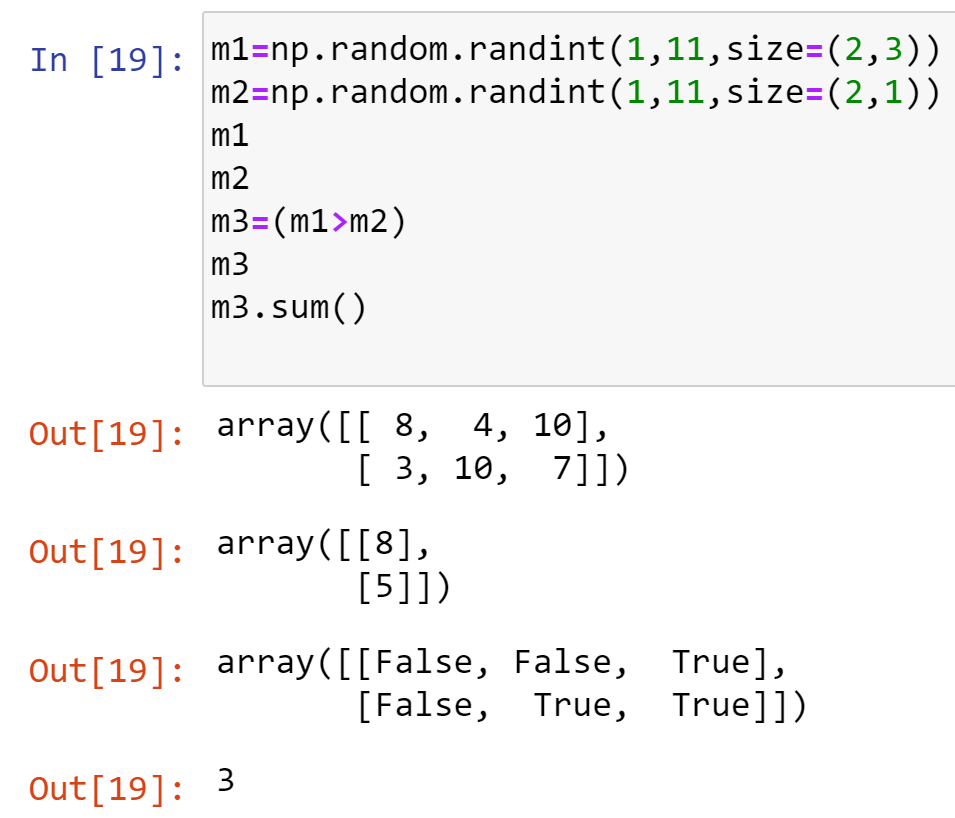 In [19]: m1=np.random.randint(1,11,size=(2,3))
m2=np.random.randint(1,11,size=(2,1))
m1
m2
m3=(m1>m2)
m3
m3.sum()
Out[19]: array([[ 8,  4, 10],
       [ 3, 10,  7]])
Out[19]: array([[8],
       [5]])
Out[19]: array([[False, False,  True],
       [False,  True,  True]])
Out[19]: 3